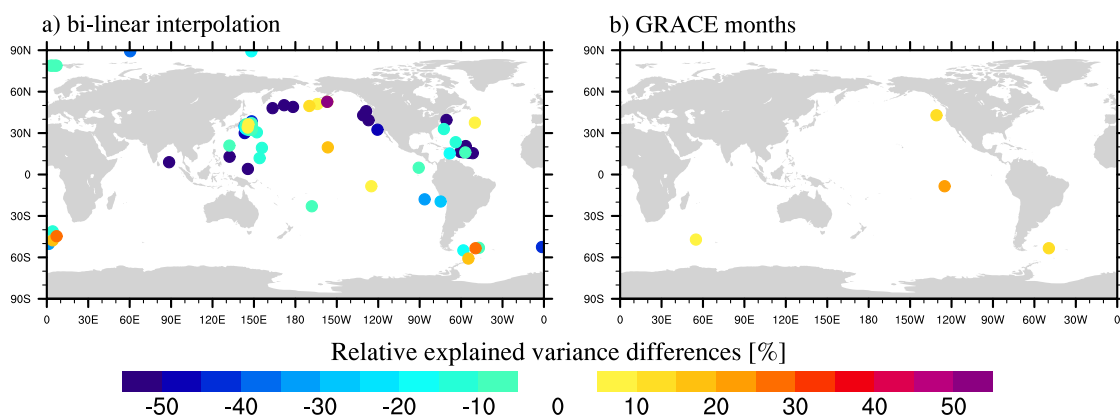 a) bi-linear interpolation
b) GRACE months
90N
60N
30N
0
30S
60S
90S
0 30E 60E 90E 120E 150E 180 150W 120W 90W 60W 30W 0
90N
60N
30N
0
30S
60S
90S
0 30E 60E 90E 120E 150E 180 150W 120W 90W 60W 30W 0
Relative explained variance differences [%]
-50 -40 -30 -20 -10 0 10 20 30 40 50